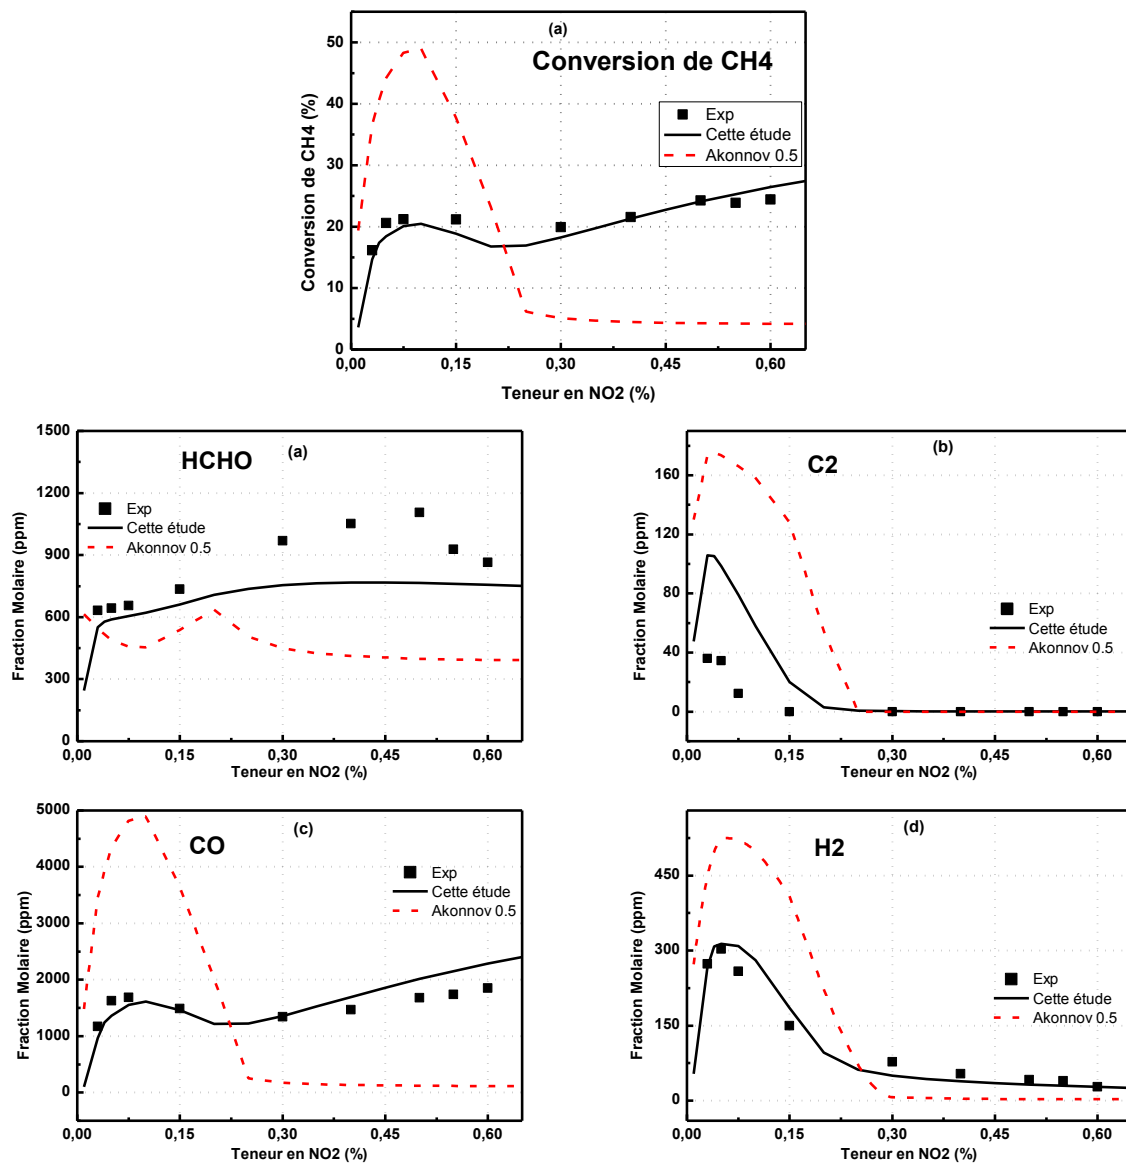 (a)
Conversion de CH4
50
40
30
20
10
0
Conversion de CH4 (%)
Exp
Cette étude
Akonnov 0.5
0,00
0,15
0,30
0,45
0,60
Teneur en NO2 (%)
HCHO
(a)
1500
1200
900
600
300
0
Fraction Molaire (ppm)
Exp
Cette étude
Akonnov 0.5
0,00
0,15
0,30
0,45
0,60
Teneur en NO2 (%)
(b)
C2
160
120
80
40
0
Fraction Molaire (ppm)
Exp
Cette étude
Akonnov 0.5
0,00
0,15
0,30
0,45
0,60
Teneur en NO2 (%)
(c)
CO
5000
4000
3000
2000
1000
0
Fraction Molaire (ppm)
Exp
Cette étude
Akonnov 0.5
0,00
0,15
0,30
0,45
0,60
Teneur en NO2 (%)
(d)
H2
450
300
150
0
Fraction Molaire (ppm)
Exp
Cette étude
Akonnov 0.5
0,00
0,15
0,30
0,45
0,60
Teneur en NO2 (%)